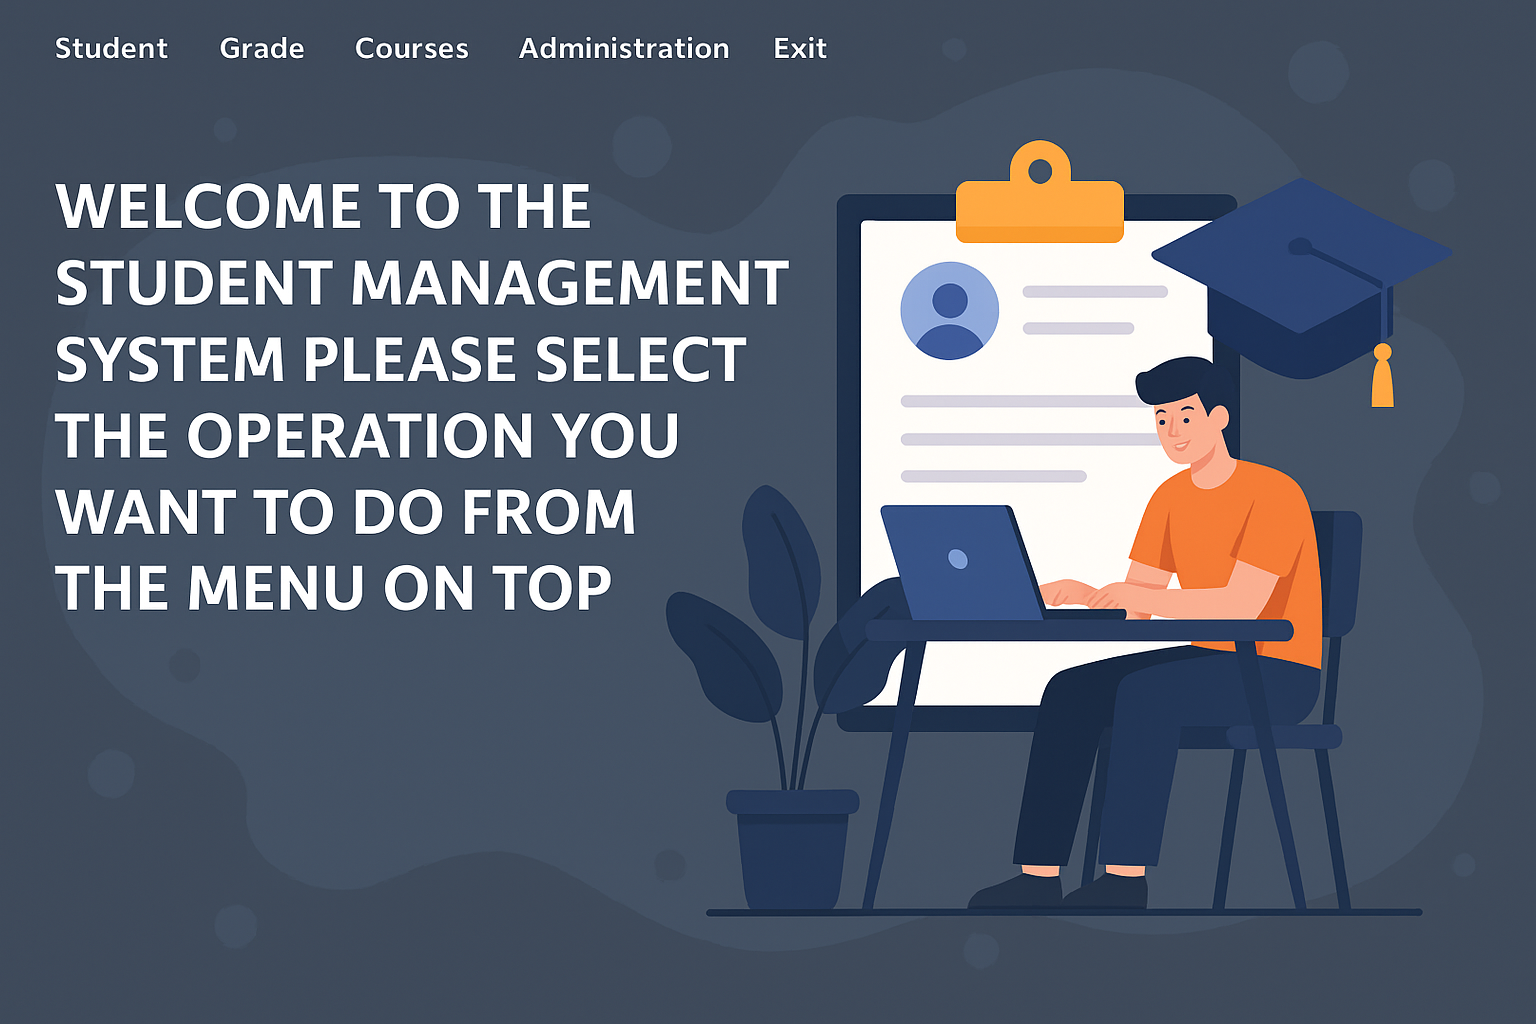 Student Grade Courses Administration Exit
WELCOME TO THE
STUDENT MANAGEMENT
SYSTEM PLEASE SELECT
THE OPERATION YOU
WANT TO DO FROM
THE MENU ON TOP